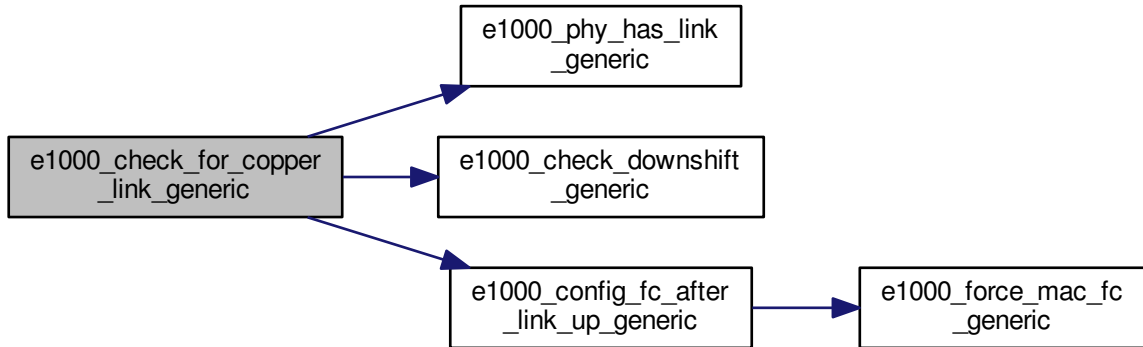 e1000_phy_has_link
_generic
e1000_check_for_copper
_link_generic
e1000_check_downshift
_generic
e1000_config_fc_after
_link_up_generic
e1000_force_mac_fc
_generic